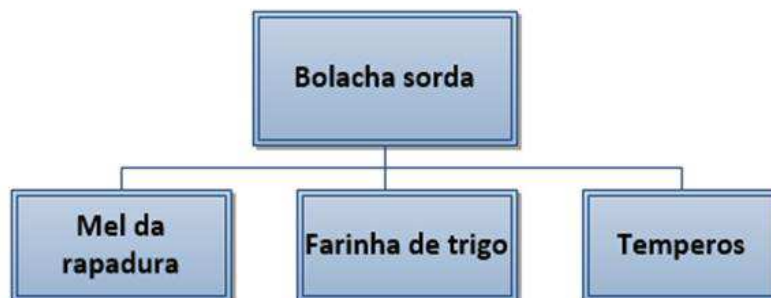 Bolacha sorda
Mel da
rapadura
Farinha de trigo
Temperos